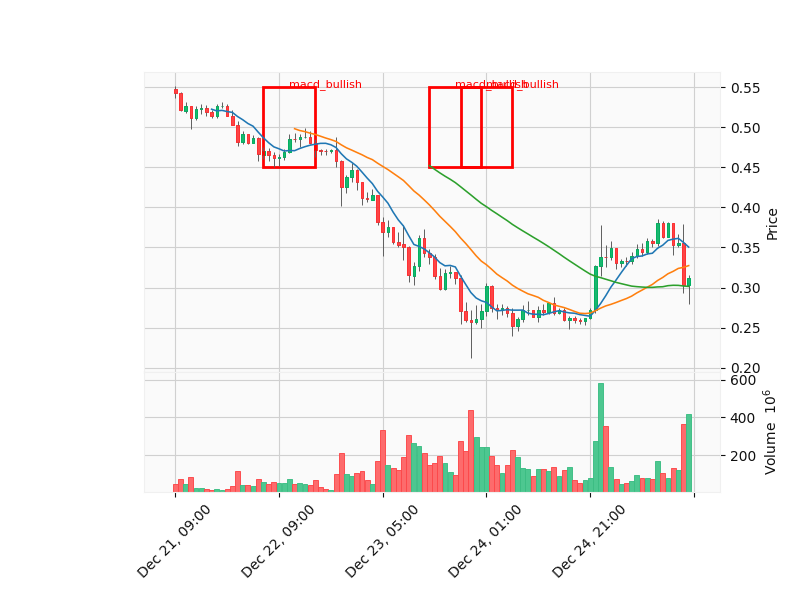 macd_bullish
macd_bullish
macd_bullish
0.55
0.50
0.45
0.40
0.35
0.30
0.25
0.20
Price
600
400
200
Volume 10^6
Dec 21, 09:00
Dec 22, 09:00
Dec 23, 05:00
Dec 24, 01:00
Dec 24, 21:00